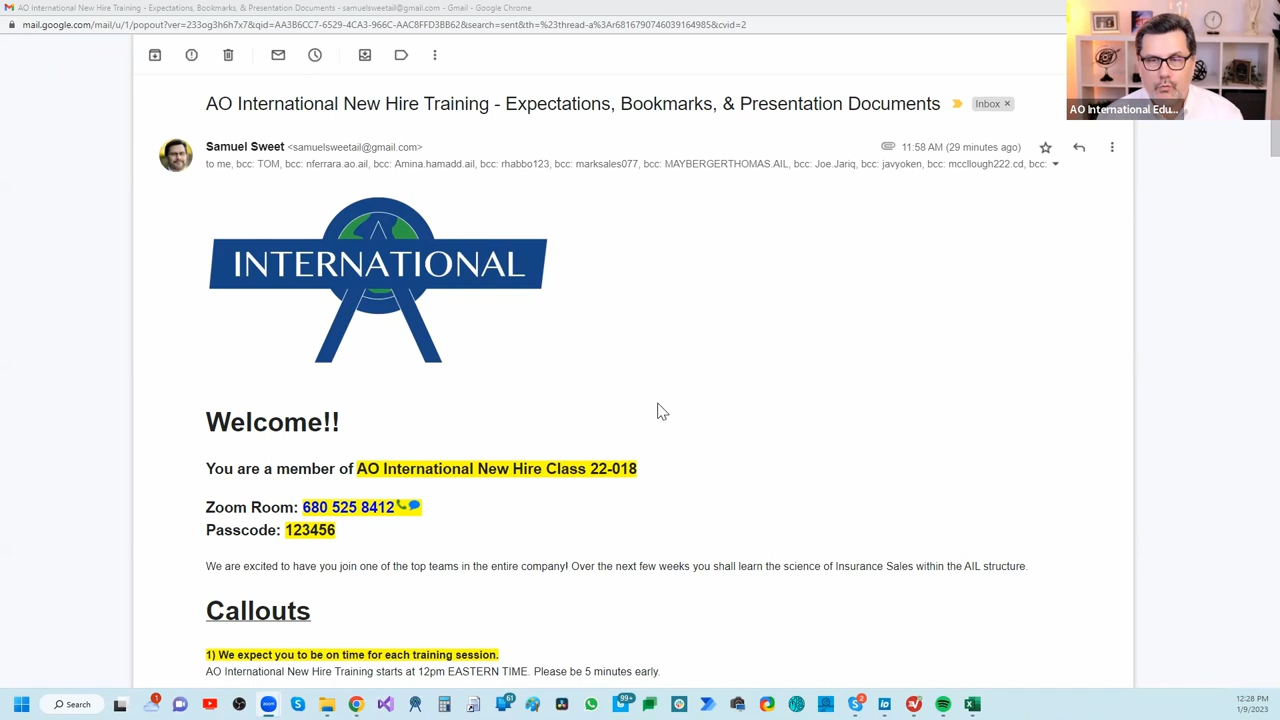 AO International New Hire Training - Expectations, Bookmarks, & Presentation Documents - samuelsweetail@gmail.com - Gmail - Google Chrome
mail.google.com/mail/u/1/popout?ver=233og3h6h7x7&qid=AA3B6CC7-6529-4CA3-966C-AAC8FFD3BB62&search=sent&th=%23thread-a%3Ar6816790746039164985&cvid=2
AO International New Hire Training - Expectations, Bookmarks, & Presentation Documents
Inbox ×
Samuel Sweet <samuelsweetail@gmail.com>
11:58 AM (29 minutes ago)
to me, bcc: TOM, bcc: nferrara.ao.ail, bcc: Amina.hamadd.ail, bcc: rhabbo123, bcc: marksales077, bcc: MAYBERGERTHOMAS.AIL, bcc: Joe.Jariq, bcc: javyoken, bcc: mccllough222.cd, bcc:
AO International Edu...
INTERNATIONAL
Welcome!!
You are a member of AO International New Hire Class 22-018
Zoom Room: 680 525 8412
Passcode: 123456
We are excited to have you join one of the top teams in the entire company! Over the next few weeks you shall learn the science of Insurance Sales within the AIL structure.
Callouts
1) We expect you to be on time for each training session.
AO International New Hire Training starts at 12pm EASTERN TIME. Please be 5 minutes early.
Search
1
zoom
61
99+
2
12:28 PM
1/9/2023